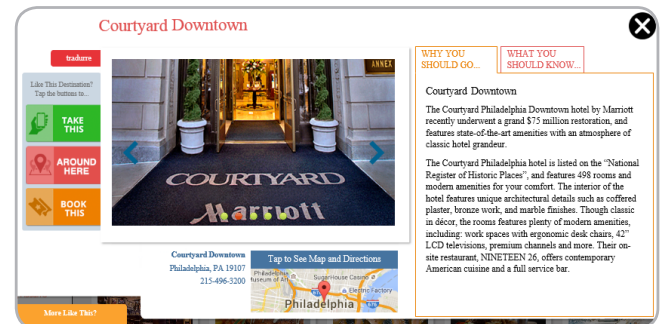 Courtyard Downtown
tradurre
Like This Destination?
Tap the buttons to...
TAKE
THIS
AROUND
HERE
BOOK
THIS
ANNEX
COURTYARD
Marriott
Courtyard Downtown
Philadelphia, PA 19107
215-496-3200
Tap to See Map and Directions
Philadelphia
Museum of Art
SugarHouse Casino
Electric Factory
Philadelphia
More Like This?
WHY YOU
SHOULD GO...
WHAT YOU
SHOULD KNOW...
Courtyard Downtown
The Courtyard Philadelphia Downtown hotel by Marriott
recently underwent a grand $75 million restoration, and
features state-of-the-art amenities with an atmosphere of
classic hotel grandeur.
The Courtyard Philadelphia hotel is listed on the “National
Register of Historic Places”, and features 498 rooms and
modern amenities for your comfort. The interior of the
hotel features unique architectural details such as coffered
plaster, bronze work, and marble finishes. Though classic
in décor, the rooms features plenty of modern amenities,
including: work spaces with ergonomic desk chairs, 42”
LCD televisions, premium channels and more. Their on-
site restaurant, NINETEEN 26, offers contemporary
American cuisine and a full service bar.